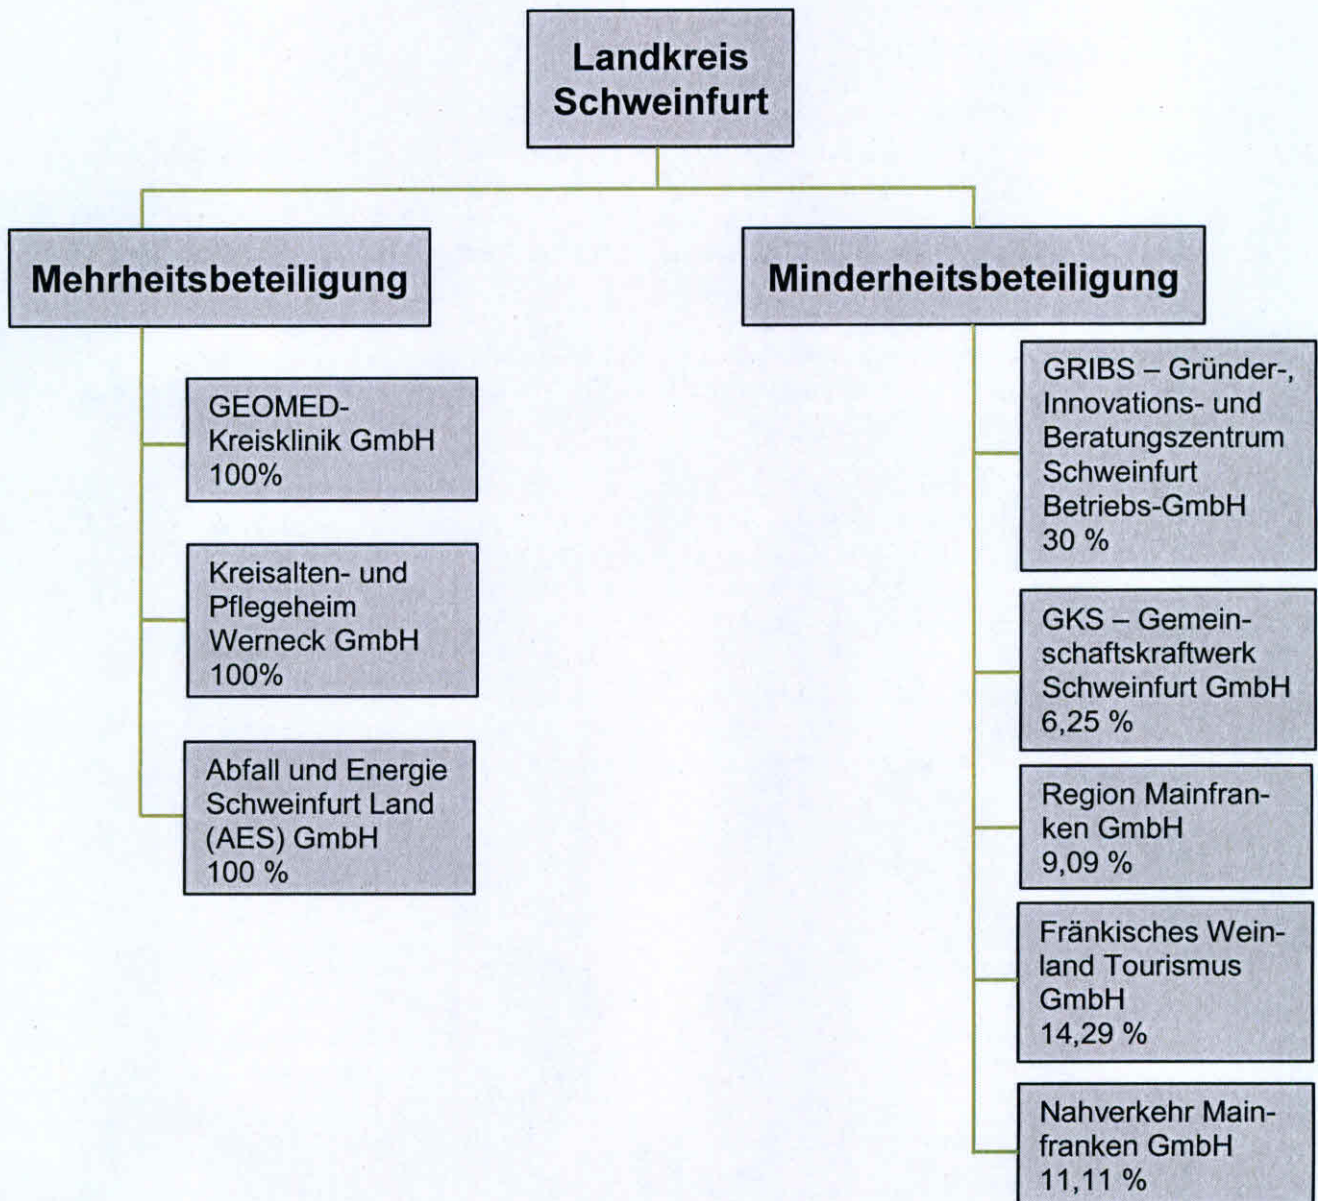 Landkreis
Schweinfurt
Mehrheitsbeteiligung
GEOMED-
Kreisklinik GmbH
100%
Kreisalten- und
Pflegeheim
Werneck GmbH
100%
Abfall und Energie
Schweinfurt Land
(AES) GmbH
100 %
Minderheitsbeteiligung
GRIBS – Gründer-,
Innovations- und
Beratungszentrum
Schweinfurt
Betriebs-GmbH
30 %
GKS – Gemein-
schaftskraftwerk
Schweinfurt GmbH
6,25 %
Region Mainfran-
ken GmbH
9,09 %
Fränkisches Wein-
land Tourismus
GmbH
14,29 %
Nahverkehr Main-
franken GmbH
11,11 %